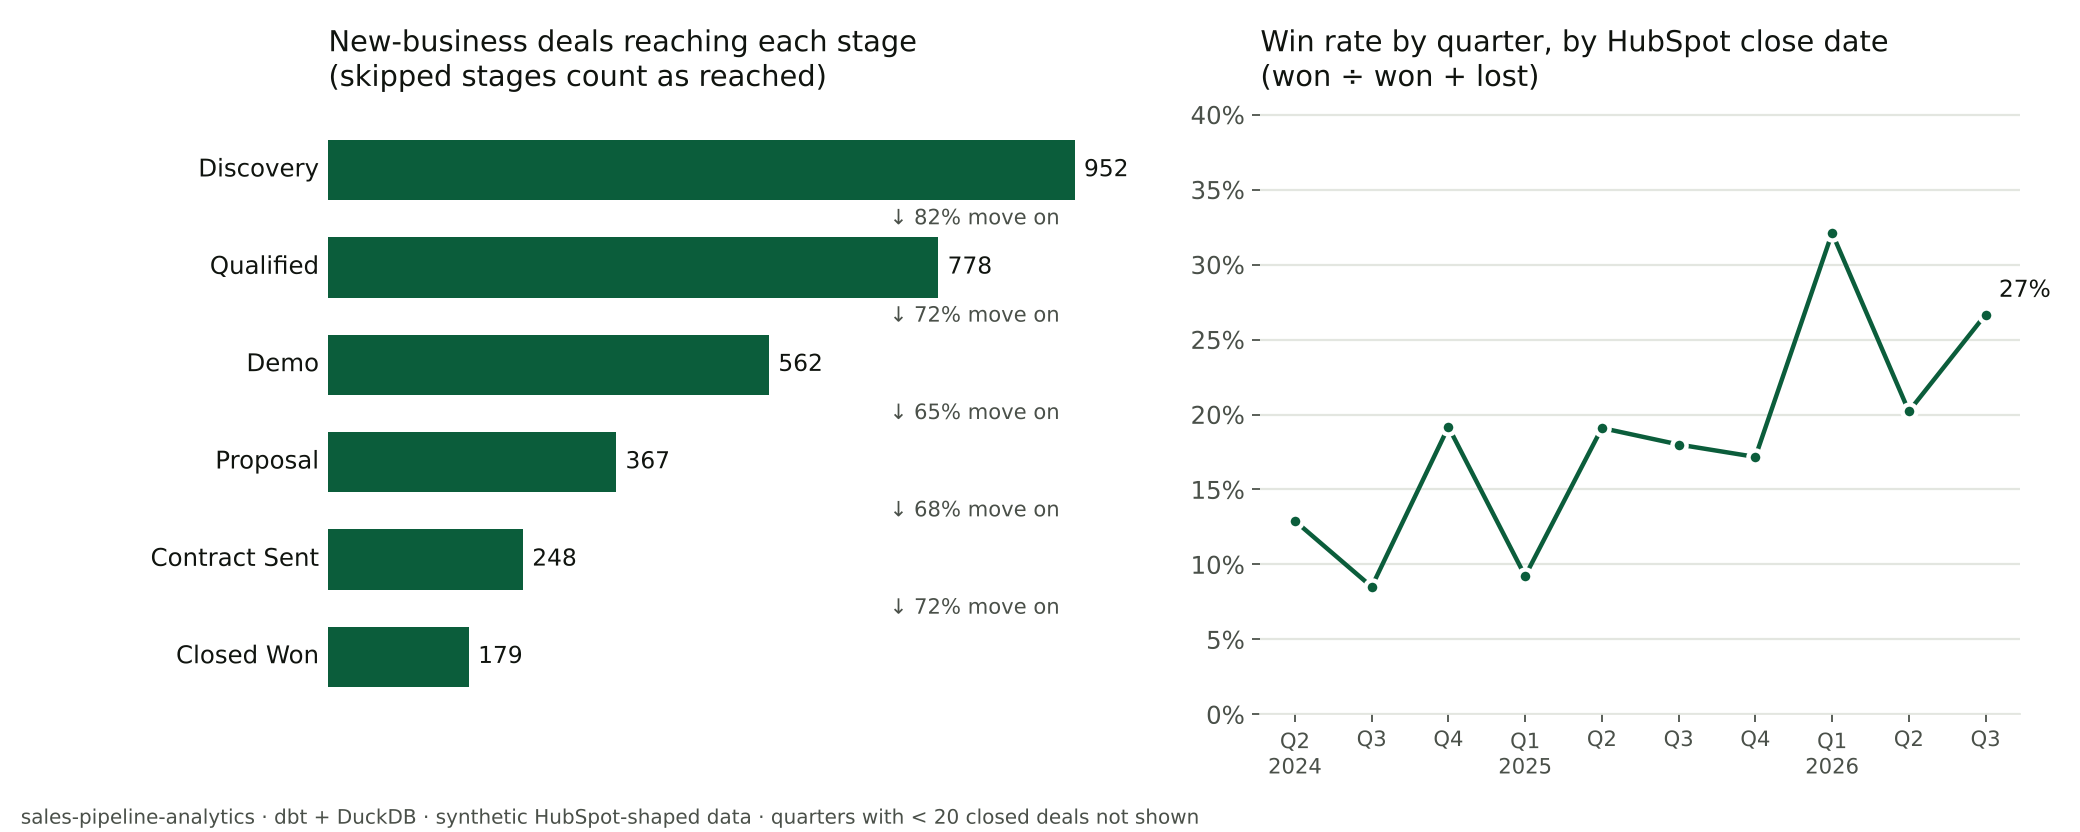 New-business deals reaching each stage
(skipped stages count as reached)
Discovery 952
↓ 82% move on
Qualified 778
↓ 72% move on
Demo 562
↓ 65% move on
Proposal 367
↓ 68% move on
Contract Sent 248
↓ 72% move on
Closed Won 179
Win rate by quarter, by HubSpot close date
(won ÷ won + lost)
40%
35%
30%
27%
25%
20%
15%
10%
5%
0%
Q2 Q3 Q4 Q1 Q2 Q3 Q4 Q1 Q2 Q3
2024 2025 2026
sales-pipeline-analytics · dbt + DuckDB · synthetic HubSpot-shaped data · quarters with < 20 closed deals not shown